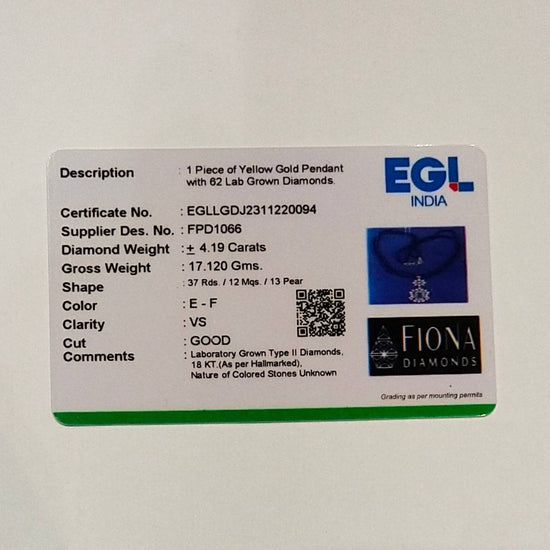 EGL
INDIA
Description : 1 Piece of Yellow Gold Pendant
with 62 Lab Grown Diamonds.
Certificate No. : EGLLGDJ2311220094
Supplier Des. No. : FPD1066
Diamond Weight : ± 4.19 Carats
Gross Weight : 17.120 Gms.
Shape : 37 Rds. / 12 Mqs. / 13 Pear
Color : E - F
Clarity : VS
Cut : GOOD
Comments : Laboratory Grown Type II Diamonds,
18 KT.(As per Hallmarked),
Nature of Colored Stones Unknown
FIONA
DIAMONDS
Grading as per mounting permits